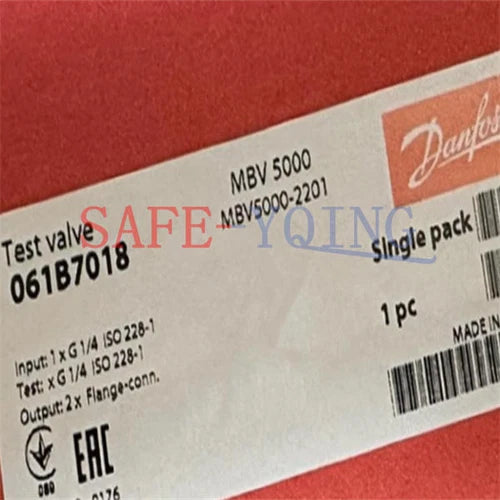 Danfoss
MBV 5000
MBV5000-2201
Test valve
061B7018
Single pack
1 pc
SAFE-YQING
Input: 1 x G 1/4 ISO 228-1
Test: x G 1/4 ISO 228-1
Output: 2 x Flange-conn.
MADE IN
EAC
0176